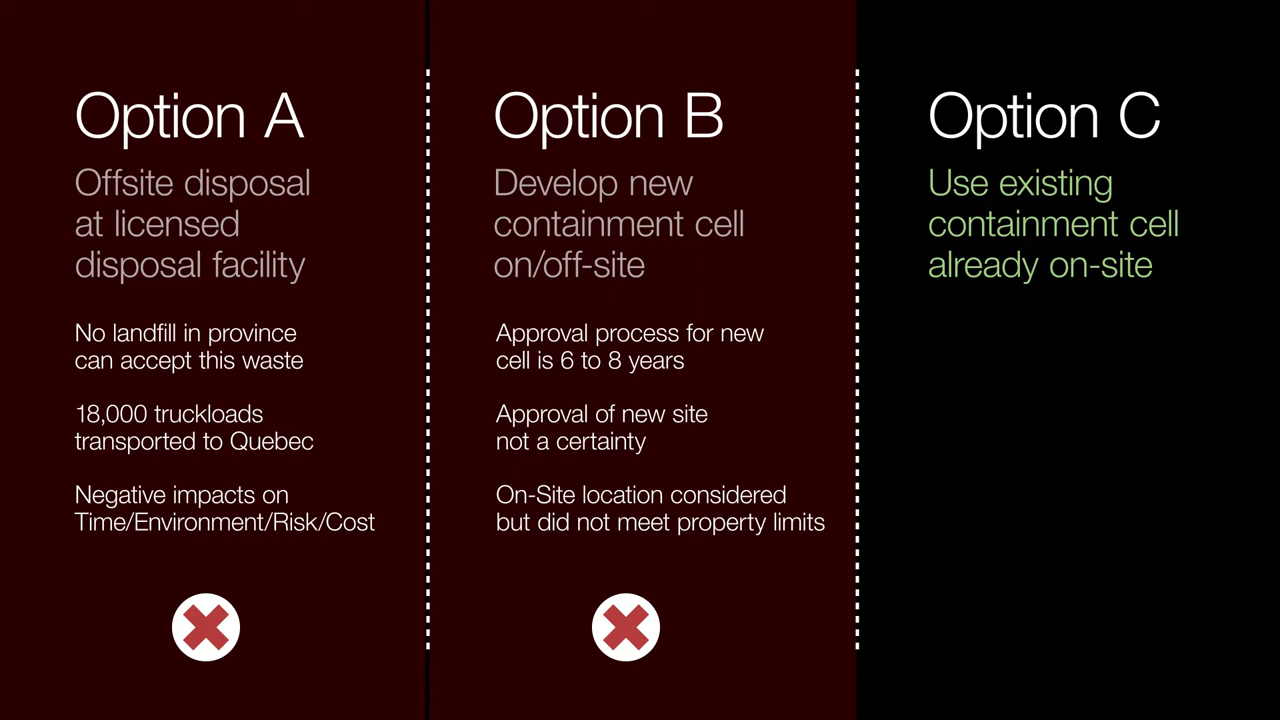 Option A
Offsite disposal
at licensed
disposal facility
No landfill in province
can accept this waste
18,000 truckloads
transported to Quebec
Negative impacts on
Time/Environment/Risk/Cost
Option B
Develop new
containment cell
on/off-site
Approval process for new
cell is 6 to 8 years
Approval of new site
not a certainty
On-Site location considered
but did not meet property limits
Option C
Use existing
containment cell
already on-site